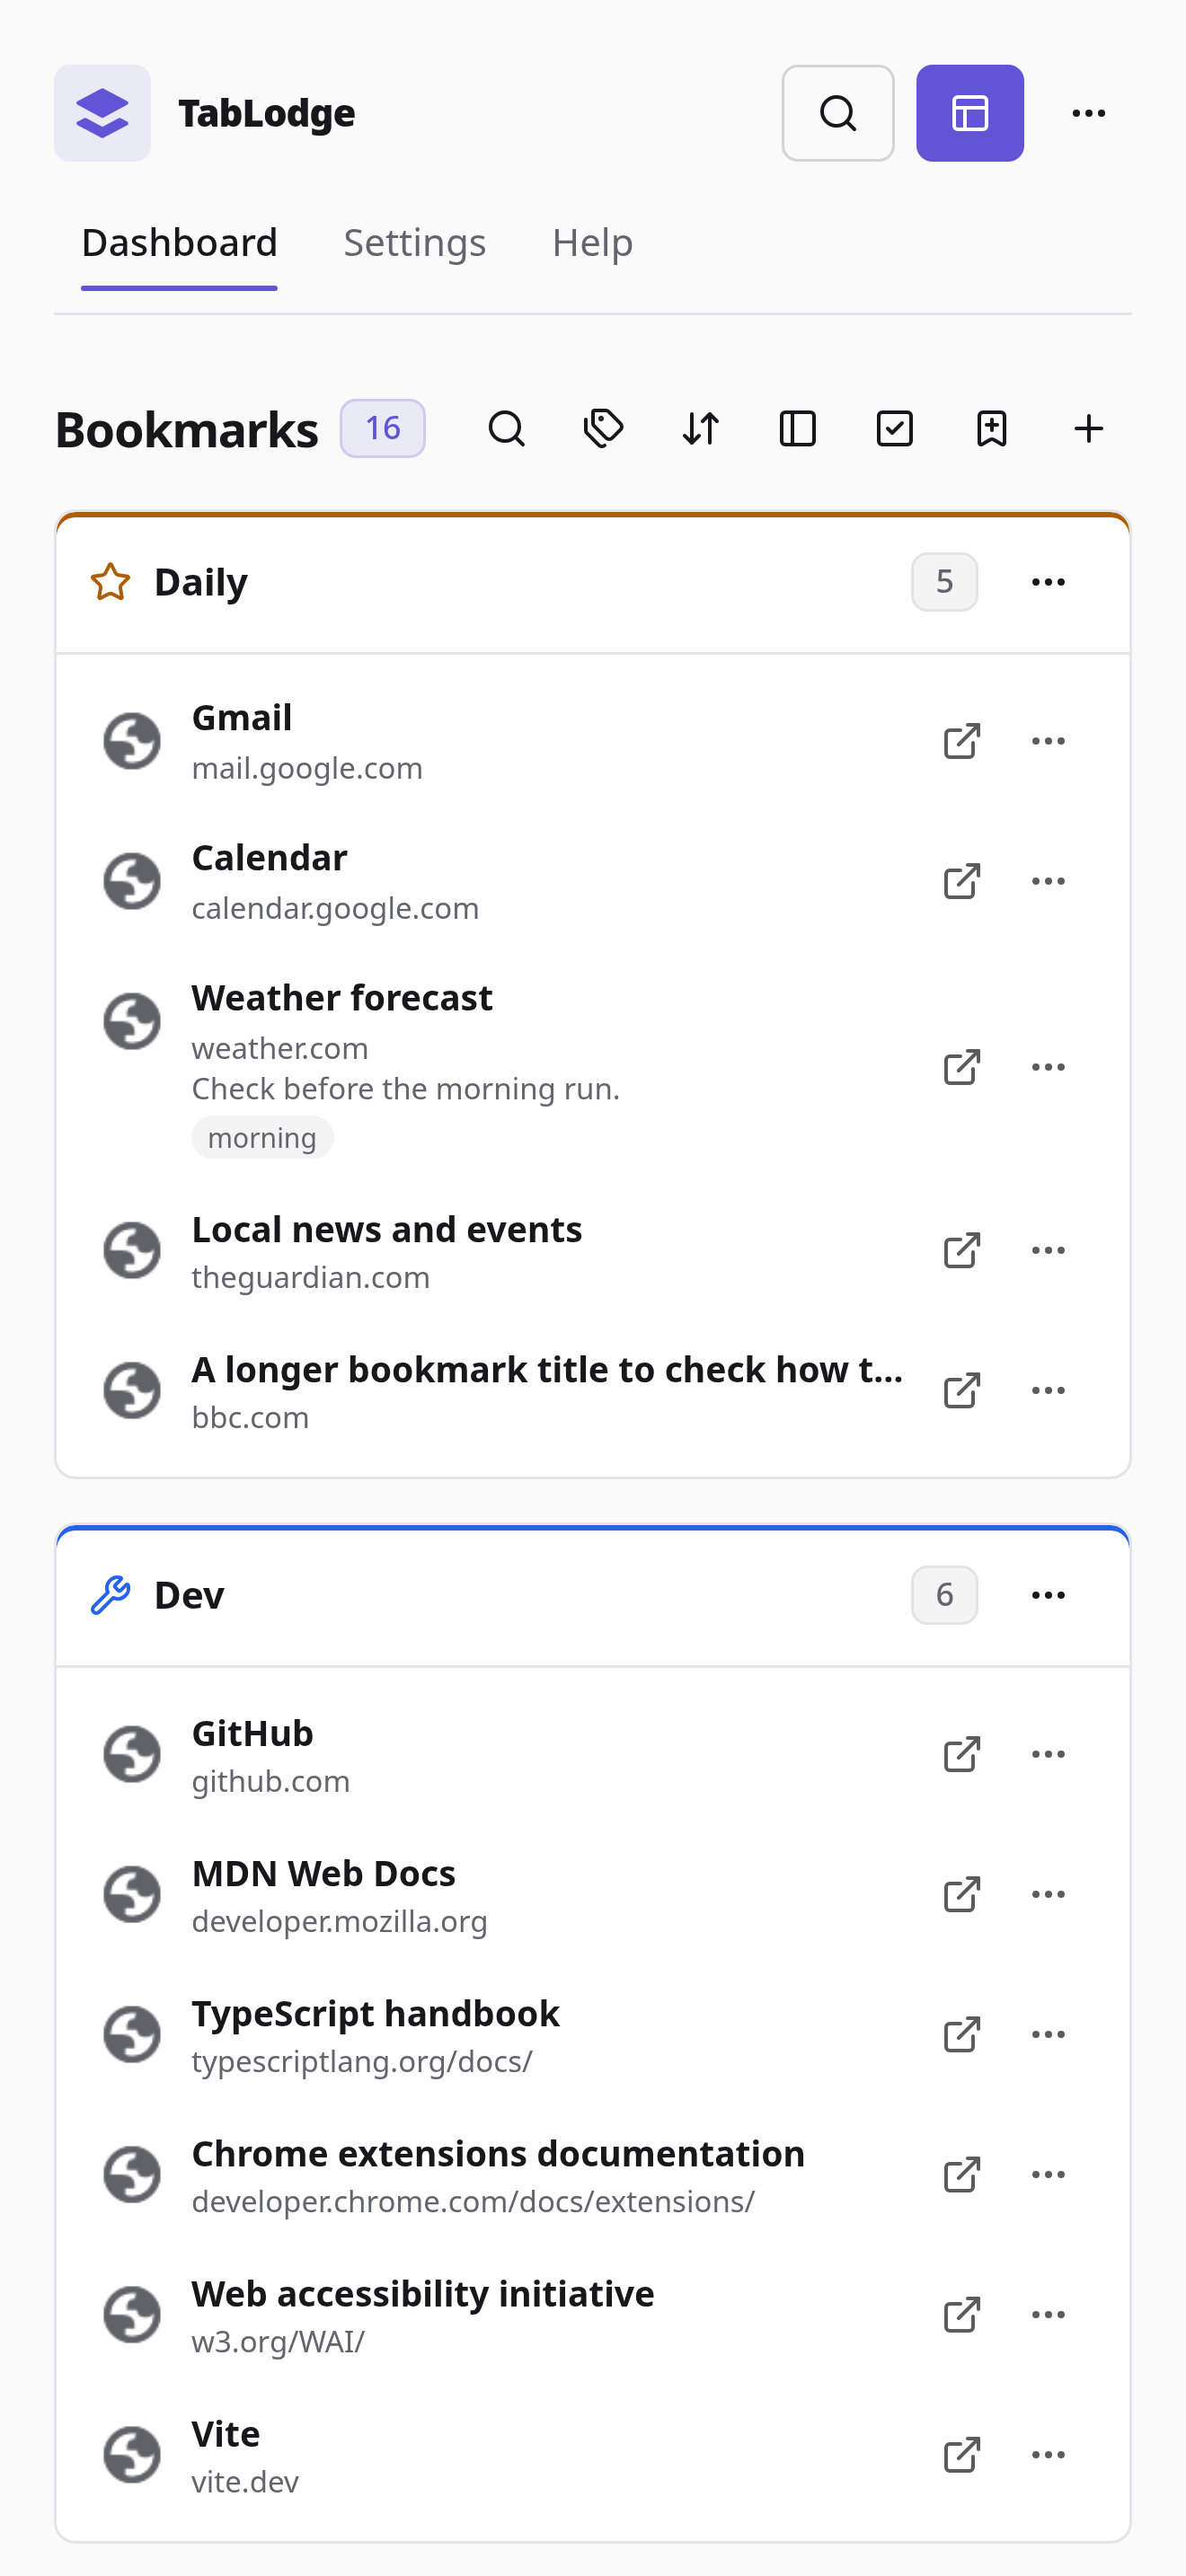 TabLodge
Dashboard Settings Help
Bookmarks 16
Daily 5
Gmail
mail.google.com
Calendar
calendar.google.com
Weather forecast
weather.com
Check before the morning run.
morning
Local news and events
theguardian.com
A longer bookmark title to check how t...
bbc.com
Dev 6
GitHub
github.com
MDN Web Docs
developer.mozilla.org
TypeScript handbook
typescriptlang.org/docs/
Chrome extensions documentation
developer.chrome.com/docs/extensions/
Web accessibility initiative
w3.org/WAI/
Vite
vite.dev